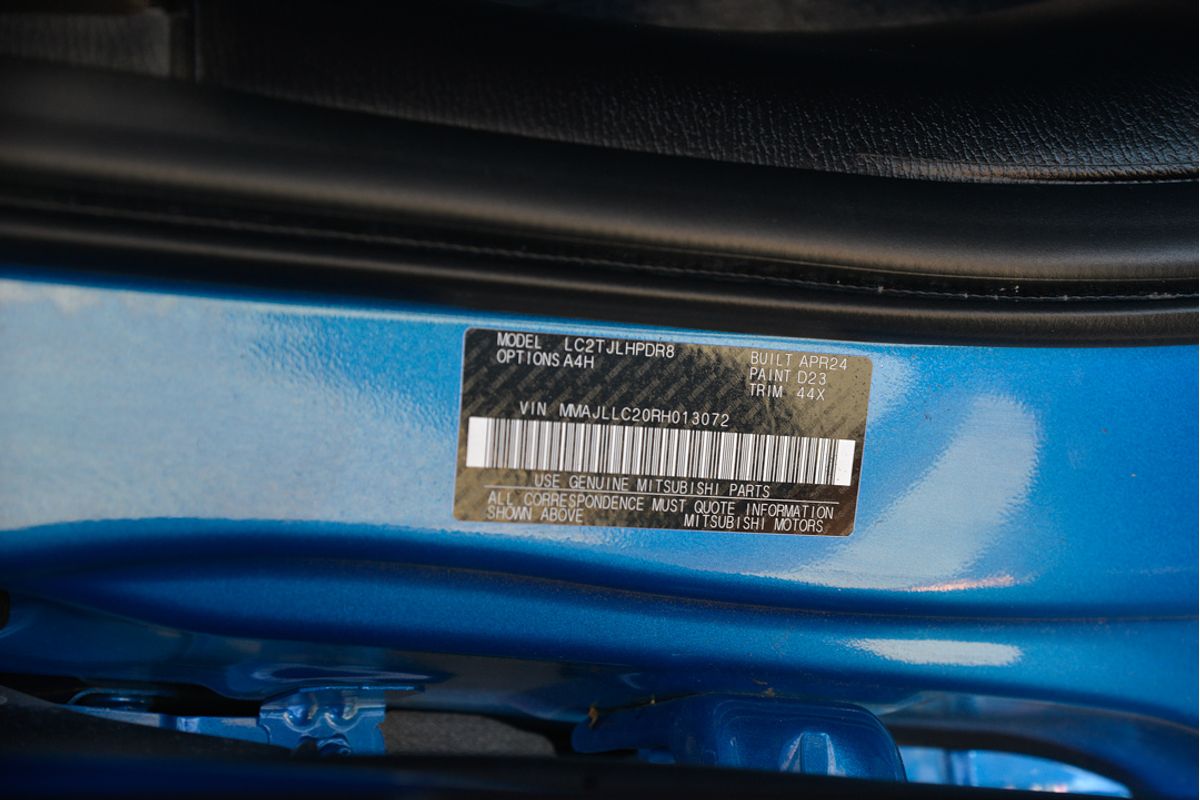 MODEL LC2TJLHPDR8
OPTIONS A4H
BUILT APR24
PAINT D23
TRIM 44X
VIN MMAJLLC20RH013072
USE GENUINE MITSUBISHI PARTS
ALL CORRESPONDENCE MUST QUOTE INFORMATION
SHOWN ABOVE MITSUBISHI MOTORS